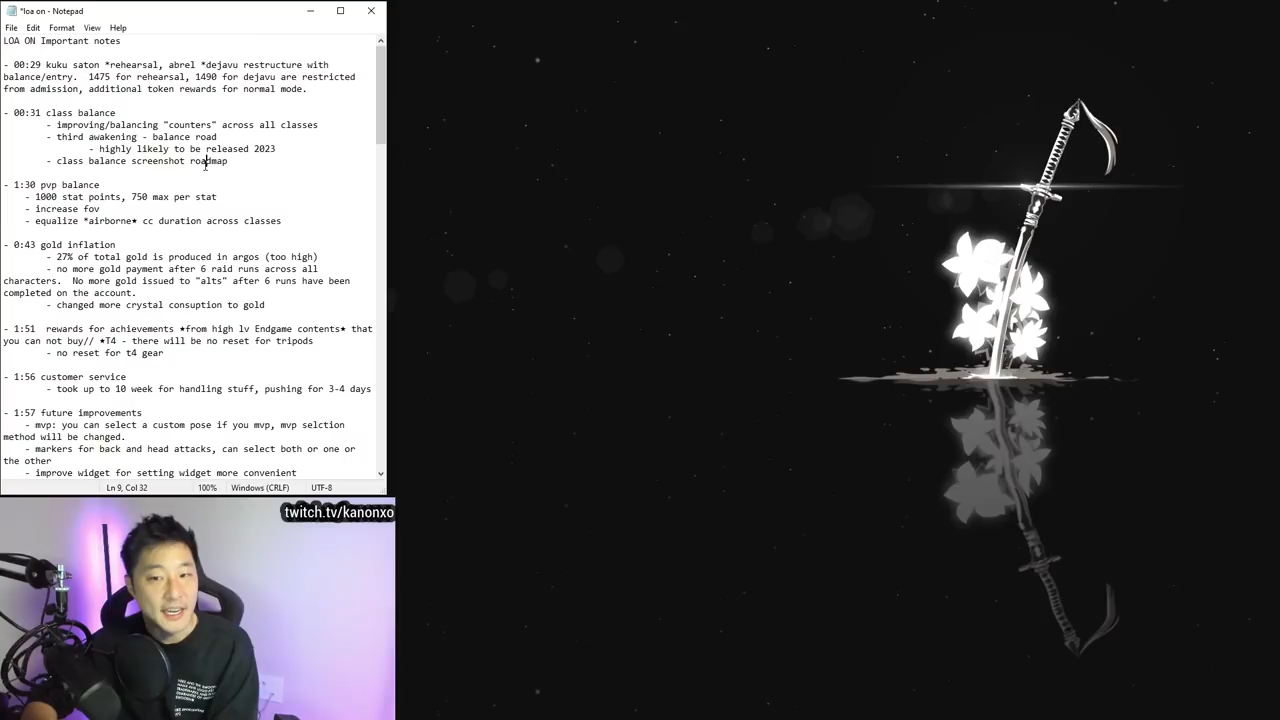 *loa on - Notepad
File Edit Format View Help
LOA ON Important notes
- 00:29 kuku saton *rehearsal, abrel *dejavu restructure with
balance/entry.  1475 for rehearsal, 1490 for dejavu are restricted
from admission, additional token rewards for normal mode.
- 00:31 class balance
- improving/balancing "counters" across all classes
- third awakening - balance road
- highly likely to be released 2023
- class balance screenshot roadmap
- 1:30 pvp balance
- 1000 stat points, 750 max per stat
- increase fov
- equalize *airborne★ cc duration across classes
- 0:43 gold inflation
- 27% of total gold is produced in argos (too high)
- no more gold payment after 6 raid runs across all
characters.  No more gold issued to "alts" after 6 runs have been
completed on the account.
- changed more crystal consuption to gold
- 1:51  rewards for achievements ★from high lv Endgame contents★ that
you can not buy// ★T4 - there will be no reset for tripods
- no reset for t4 gear
- 1:56 customer service
- took up to 10 week for handling stuff, pushing for 3-4 days
- 1:57 future improvements
- mvp: you can select a custom pose if you mvp, mvp selction
method will be changed.
- markers for back and head attacks, can select both or one or
the other
- improve widget for setting widget more convenient
Ln 9, Col 32 100% Windows (CRLF) UTF-8
twitch.tv/kanonxo